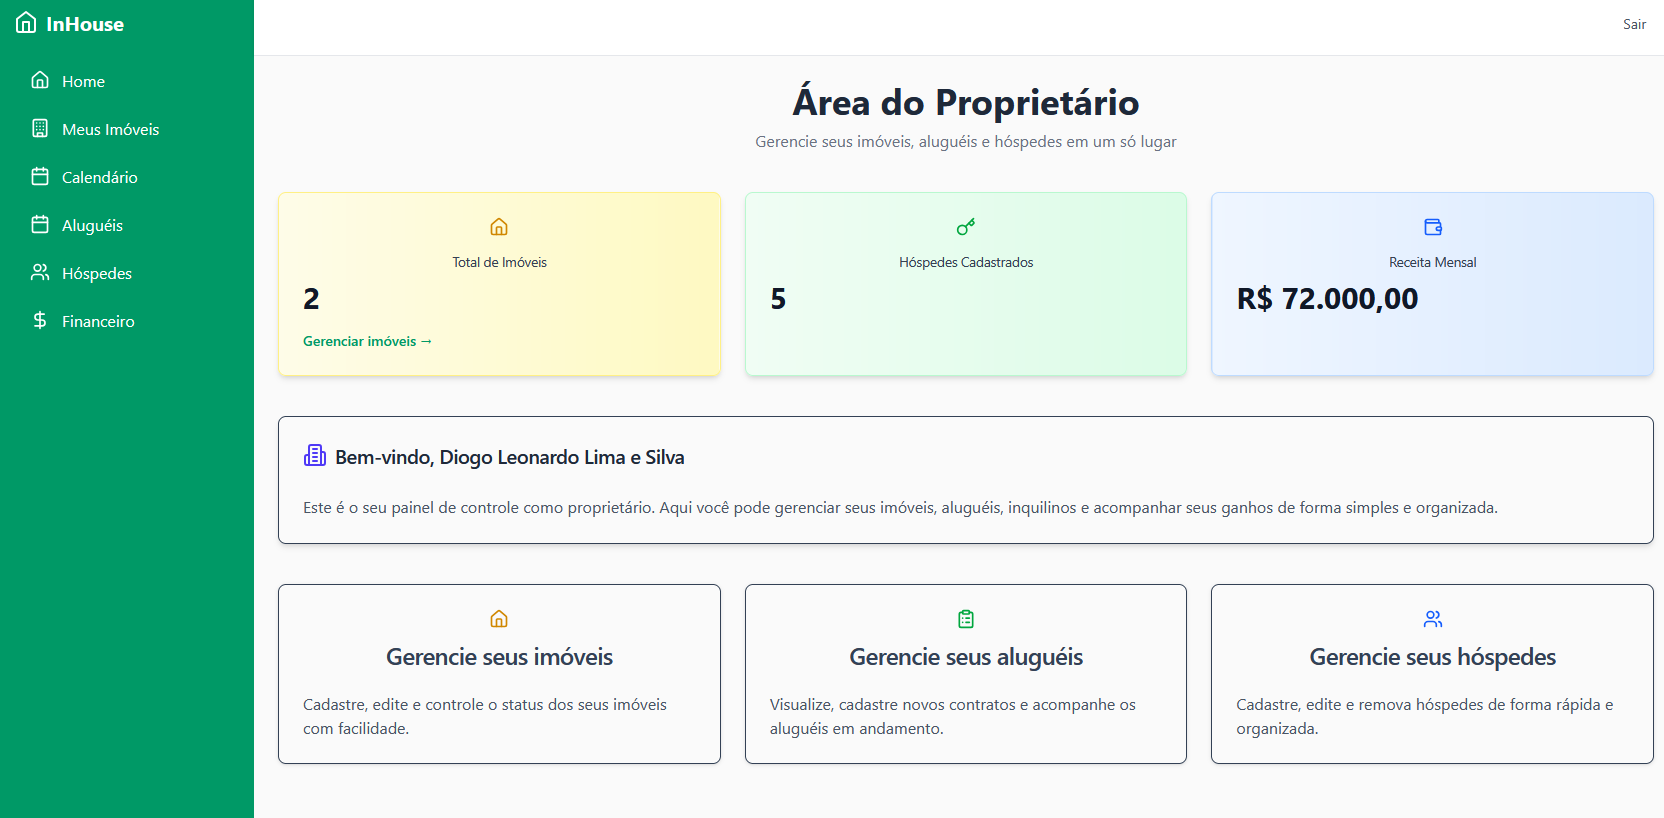 InHouse
Sair
Home
Meus Imóveis
Calendário
Aluguéis
Hóspedes
Financeiro
Área do Proprietário
Gerencie seus imóveis, aluguéis e hóspedes em um só lugar
Total de Imóveis
2
Gerenciar imóveis →
Hóspedes Cadastrados
5
Receita Mensal
R$ 72.000,00
Bem-vindo, Diogo Leonardo Lima e Silva
Este é o seu painel de controle como proprietário. Aqui você pode gerenciar seus imóveis, aluguéis, inquilinos e acompanhar seus ganhos de forma simples e organizada.
Gerencie seus imóveis
Cadastre, edite e controle o status dos seus imóveis
com facilidade.
Gerencie seus aluguéis
Visualize, cadastre novos contratos e acompanhe os
aluguéis em andamento.
Gerencie seus hóspedes
Cadastre, edite e remova hóspedes de forma rápida e
organizada.